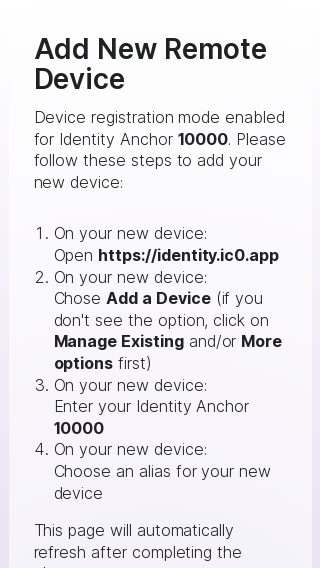 Add New Remote
Device
Device registration mode enabled
for Identity Anchor 10000. Please
follow these steps to add your
new device:
1. On your new device:
Open https://identity.ic0.app
2. On your new device:
Chose Add a Device (if you
don't see the option, click on
Manage Existing and/or More
options first)
3. On your new device:
Enter your Identity Anchor
10000
4. On your new device:
Choose an alias for your new
device
This page will automatically
refresh after completing the